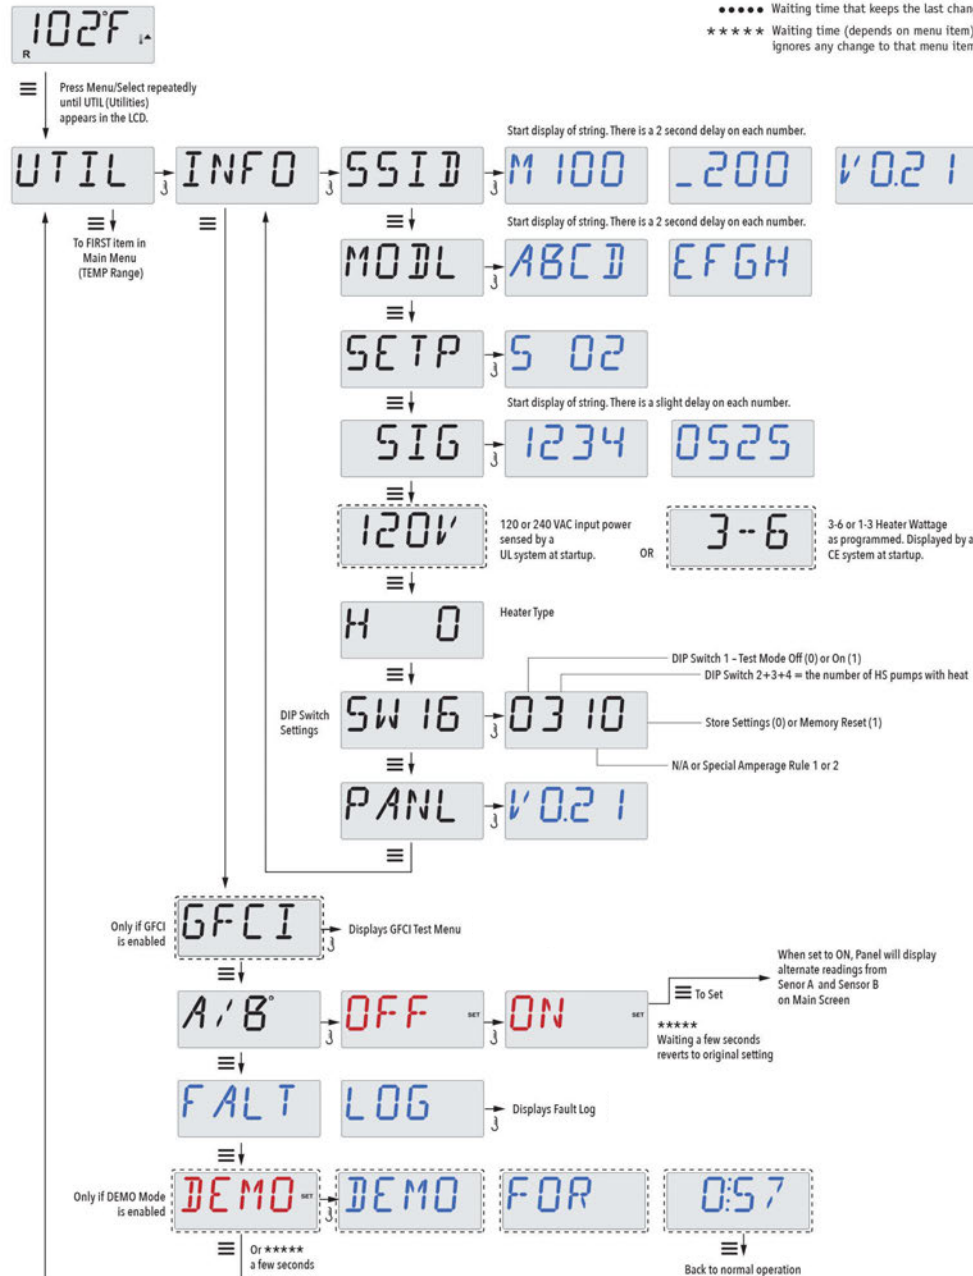 102°F
R
●●●●● Waiting time that keeps the last chan
***** Waiting time (depends on menu item)
ignores any change to that menu item
Press Menu/Select repeatedly
until UTIL (Utilities)
appears in the LCD.
Start display of string. There is a 2 second delay on each number.
UTIL
INFO
SSID
M100
_200
V0.21
To FIRST item in
Main Menu
(TEMP Range)
Start display of string. There is a 2 second delay on each number.
MODL
ABCD
EFGH
SETP
S 02
Start display of string. There is a slight delay on each number.
SIG
1234
0525
120V
120 or 240 VAC input power
sensed by a
UL system at startup.
OR
3--6
3-6 or 1-3 Heater Wattage
as programmed. Displayed by a
CE system at startup.
H 0
Heater Type
DIP Switch 1 – Test Mode Off (0) or On (1)
DIP Switch 2+3+4 = the number of HS pumps with heat
DIP Switch
Settings
SW16
0310
Store Settings (0) or Memory Reset (1)
N/A or Special Amperage Rule 1 or 2
PANL
V0.21
Only if GFCI
is enabled
GFCI
Displays GFCI Test Menu
A/B°
OFF
SET
ON
SET
To Set
When set to ON, Panel will display
alternate readings from
Senor A and Sensor B
on Main Screen
*****
Waiting a few seconds
reverts to original setting
FALT
LOG
Displays Fault Log
Only if DEMO Mode
is enabled
DEMO
SET
DEMO
FOR
0:57
Or *****
a few seconds
Back to normal operation